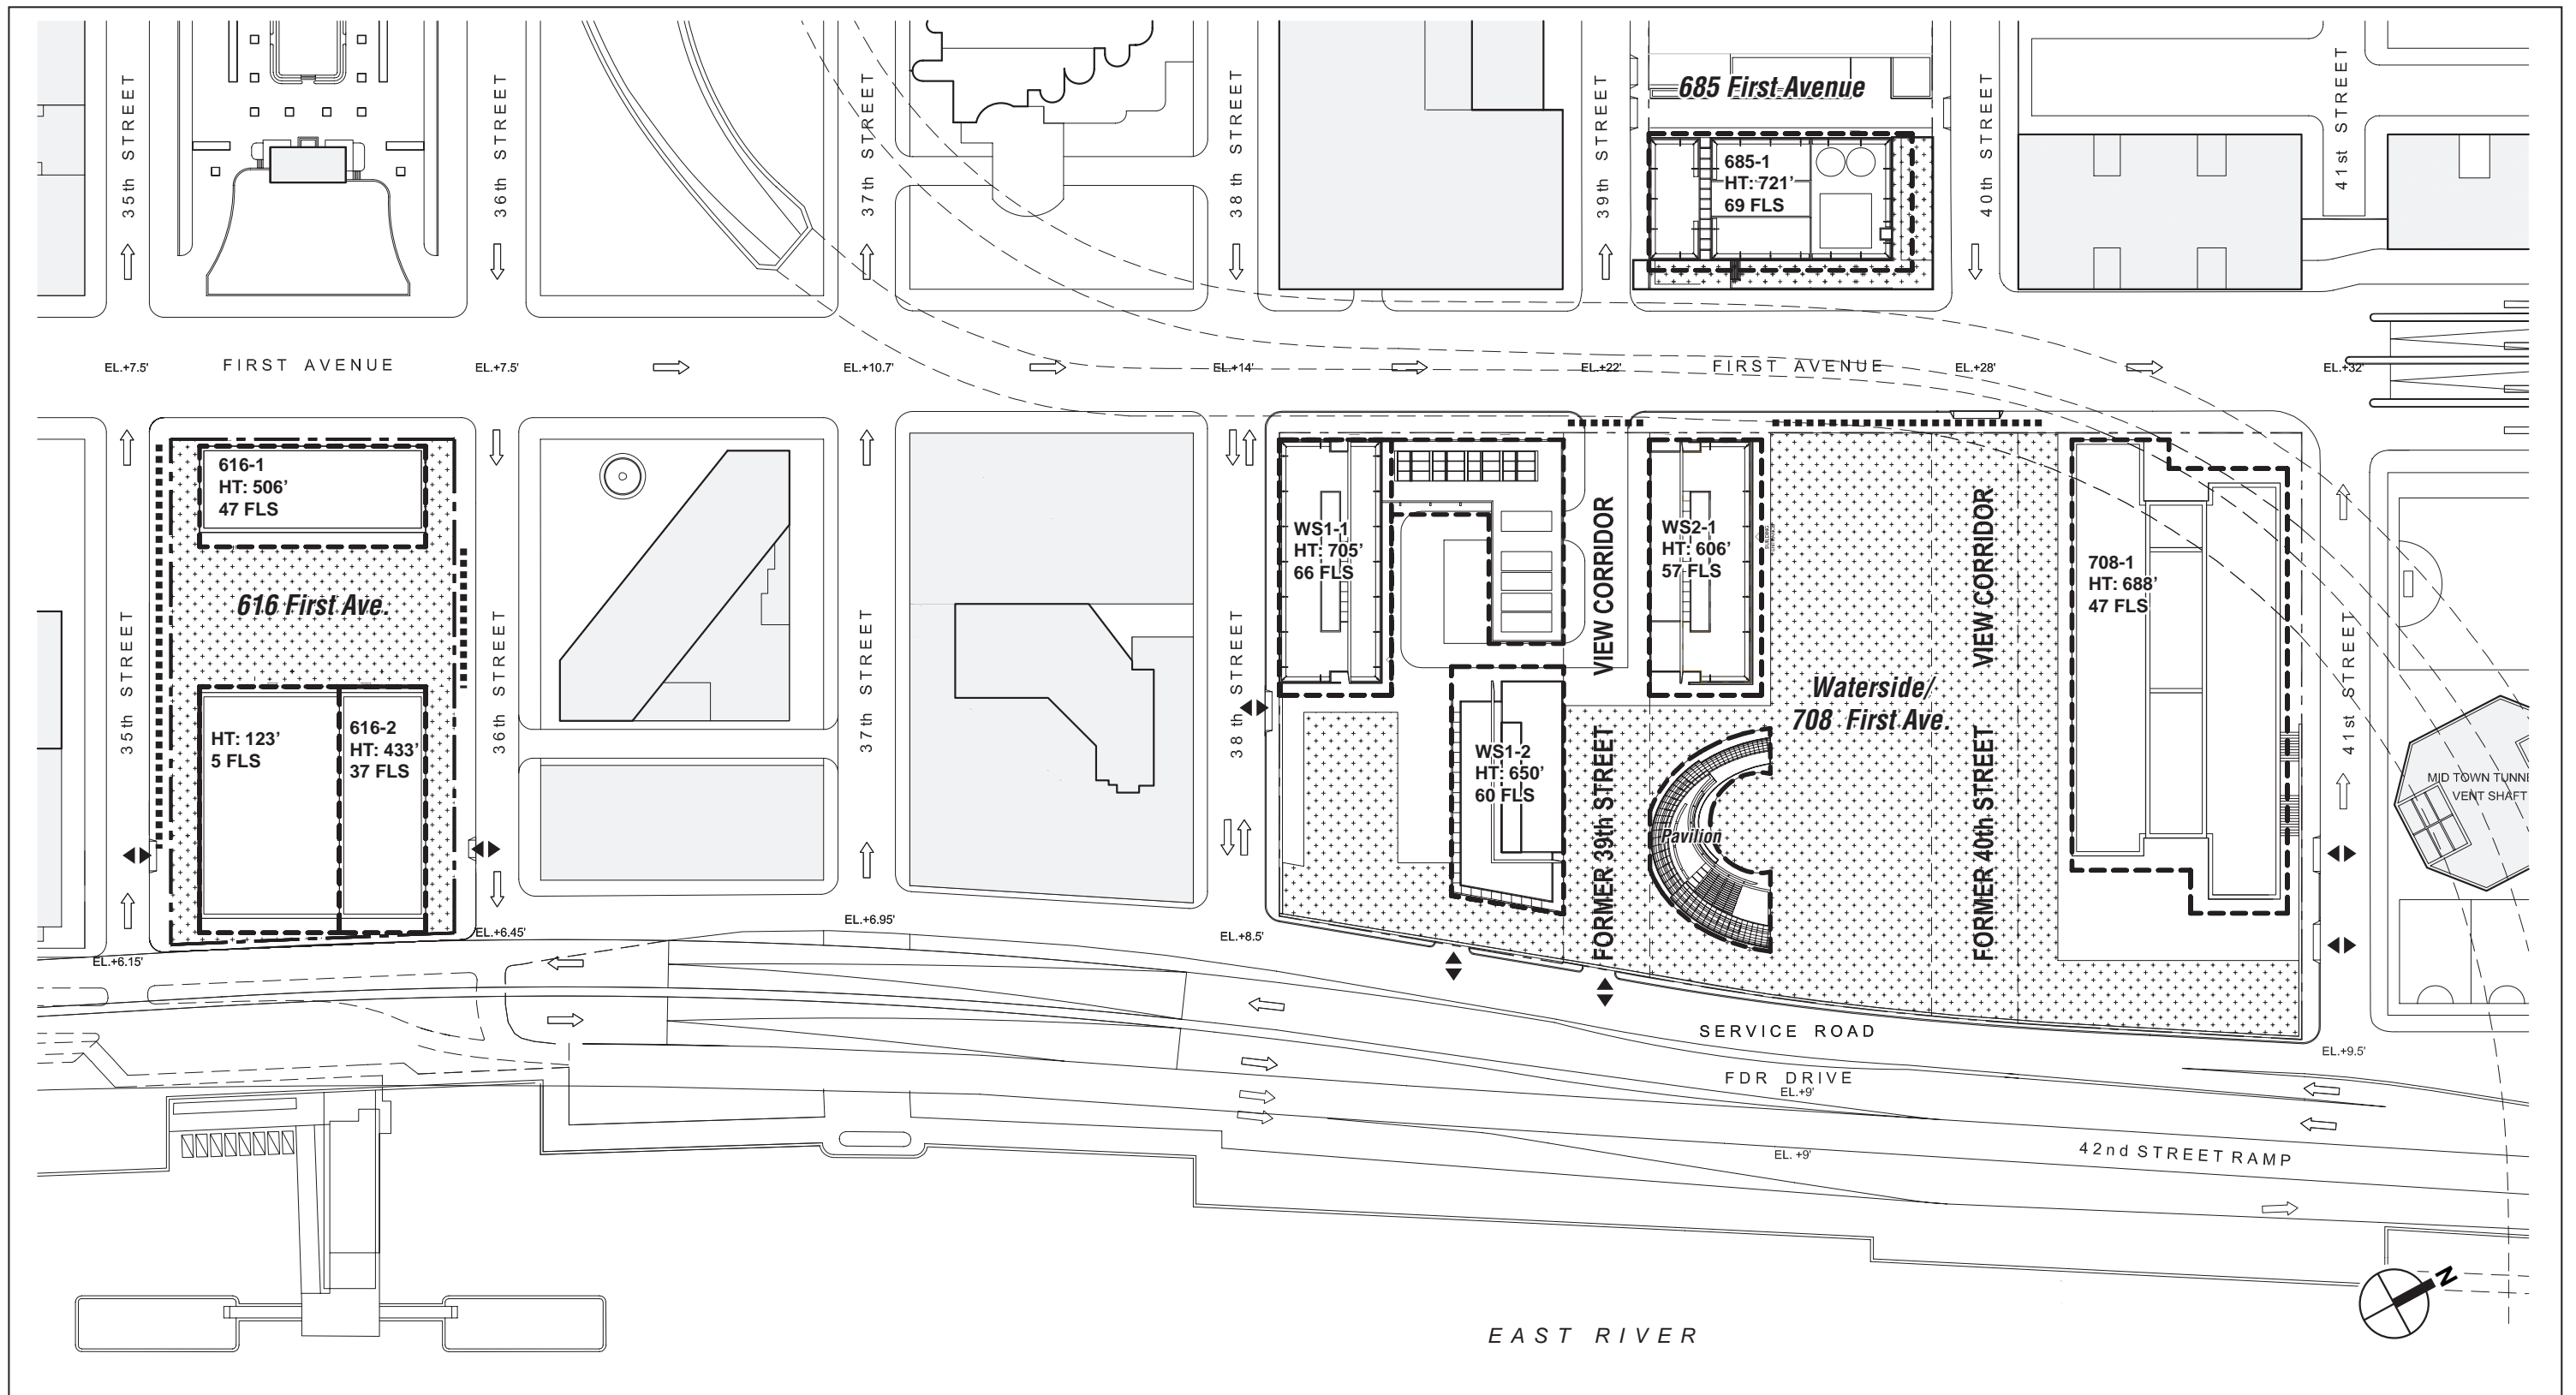 35th STREET
36th STREET
37th STREET
38th STREET
39th STREET
40th STREET
41st STREET
685 First Avenue
685-1
HT: 721’
69 FLS
EL.+7.5'
FIRST AVENUE
EL.+7.5'
EL.+10.7'
EL.+14'
EL.+22'
FIRST AVENUE
EL.+28'
EL.+32'
616-1
HT: 506’
47 FLS
616 First Ave.
HT: 123’
5 FLS
616-2
HT: 433’
37 FLS
35th STREET
36th STREET
37th STREET
38th STREET
WS1-1
HT: 705’
66 FLS
WS1-2
HT: 650’
60 FLS
VIEW CORRIDOR
FORMER 39th STREET
WS2-1
HT: 606’
57 FLS
Waterside/
708 First Ave.
Pavilion
VIEW CORRIDOR
FORMER 40th STREET
708-1
HT: 688’
47 FLS
41st STREET
MID TOWN TUNNE
VENT SHAFT
EL.+6.15'
EL.+6.45'
EL.+6.95'
EL.+8.5'
SERVICE ROAD
EL.+9.5'
FDR DRIVE
EL.+9'
EL. +9'
42nd STREET RAMP
N
EAST RIVER